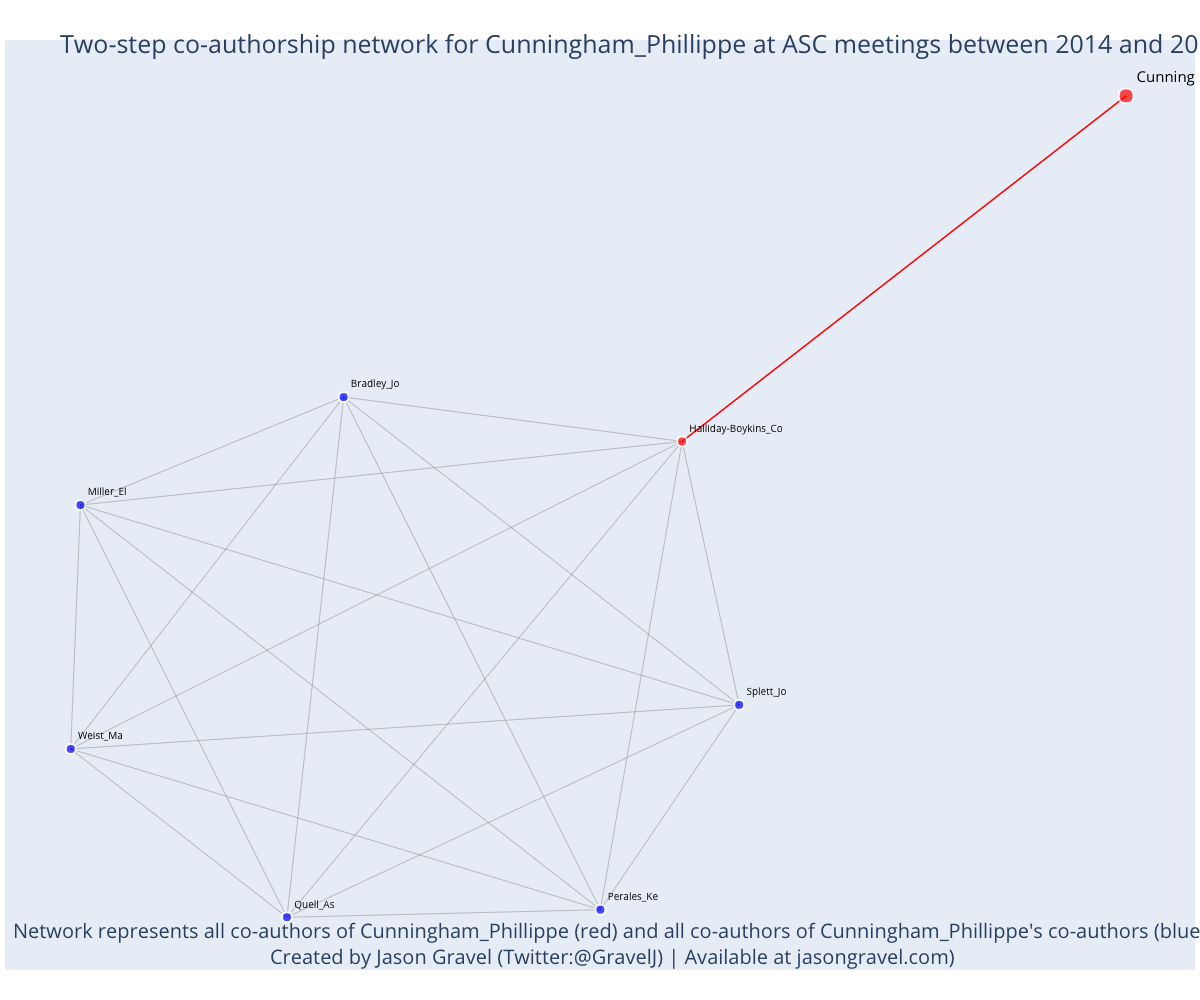 Two-step co-authorship network for Cunningham_Phillippe at ASC meetings between 2014 and 20
Cunning
Bradley_Jo
Halliday-Boykins_Co
Miller_El
Splett_Jo
Weist_Ma
Perales_Ke
Quell_As
Network represents all co-authors of Cunningham_Phillippe (red) and all co-authors of Cunningham_Phillippe's co-authors (blue
Created by Jason Gravel (Twitter:@GravelJ) | Available at jasongravel.com)